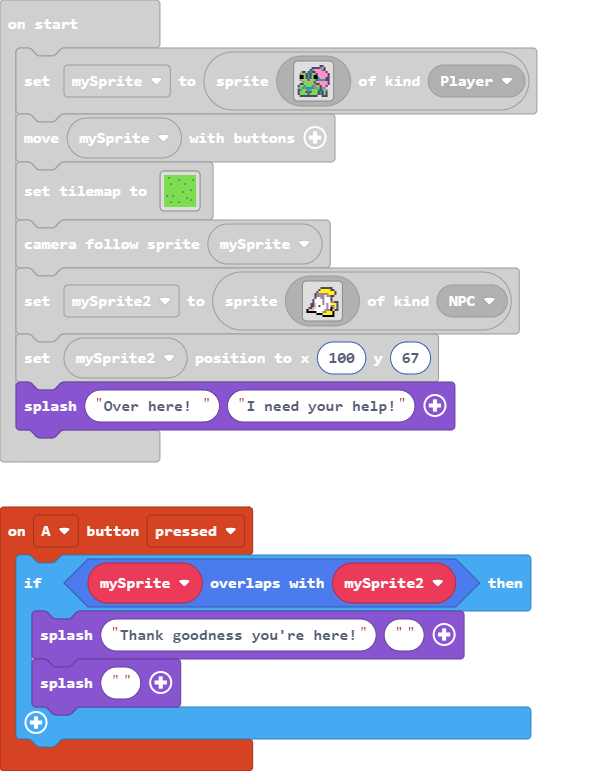 on start
set mySprite to sprite of kind Player
move mySprite with buttons
set tilemap to
camera follow sprite mySprite
set mySprite2 to sprite of kind NPC
set mySprite2 position to x 100 y 67
splash "Over here! " "I need your help!"
on A button pressed
if mySprite overlaps with mySprite2 then
splash "Thank goodness you're here!" " "
splash " "